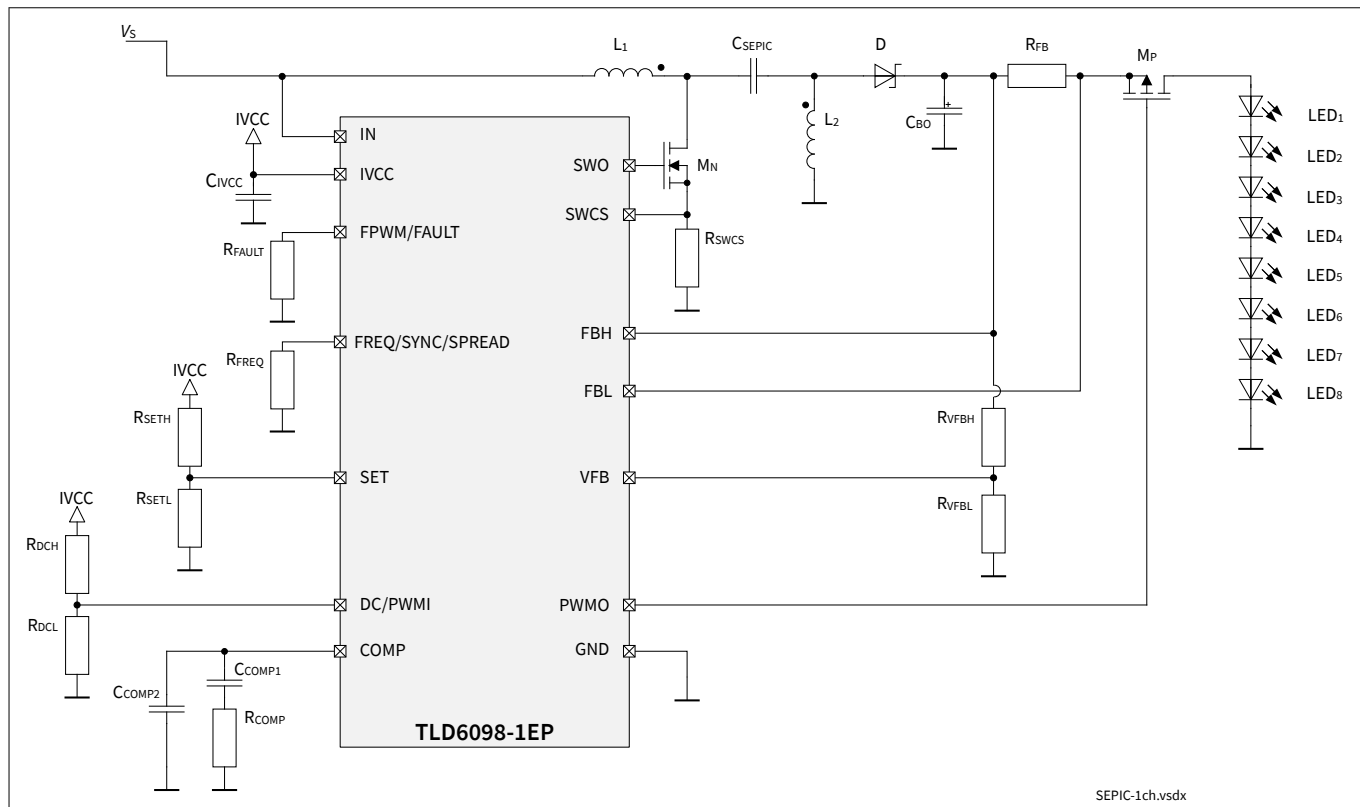 VS
L1
CSEPIC
D
RFB
MP
IVCC
CIVCC
IN
IVCC
SWO
MN
L2
CBO
LED1
LED2
LED3
LED4
LED5
LED6
LED7
LED8
FPWM/FAULT
SWCS
RFAULT
RSWCS
FREQ/SYNC/SPREAD
FBH
RFREQ
IVCC
FBL
RSETH
RVFBH
SET
VFB
RSETL
RVFBL
IVCC
RDCH
DC/PWMI
PWMO
RDCL
COMP
GND
CCOMP1
CCOMP2
RCOMP
TLD6098-1EP
SEPIC-1ch.vsdx